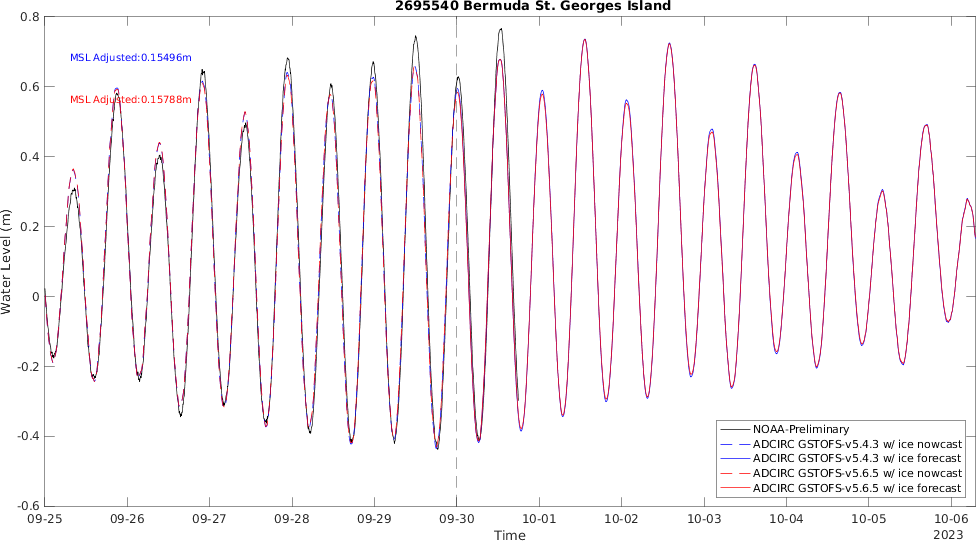 2695540 Bermuda St. Georges Island
0.8
MSL Adjusted:0.15496m
0.6
MSL Adjusted:0.15788m
0.4
0.2
Water Level (m)
0
-0.2
-0.4
-0.6
NOAA-Preliminary
ADCIRC GSTOFS-v5.4.3 w/ ice nowcast
ADCIRC GSTOFS-v5.4.3 w/ ice forecast
ADCIRC GSTOFS-v5.6.5 w/ ice nowcast
ADCIRC GSTOFS-v5.6.5 w/ ice forecast
09-25 09-26 09-27 09-28 09-29 09-30 10-01 10-02 10-03 10-04 10-05 10-06
Time
2023